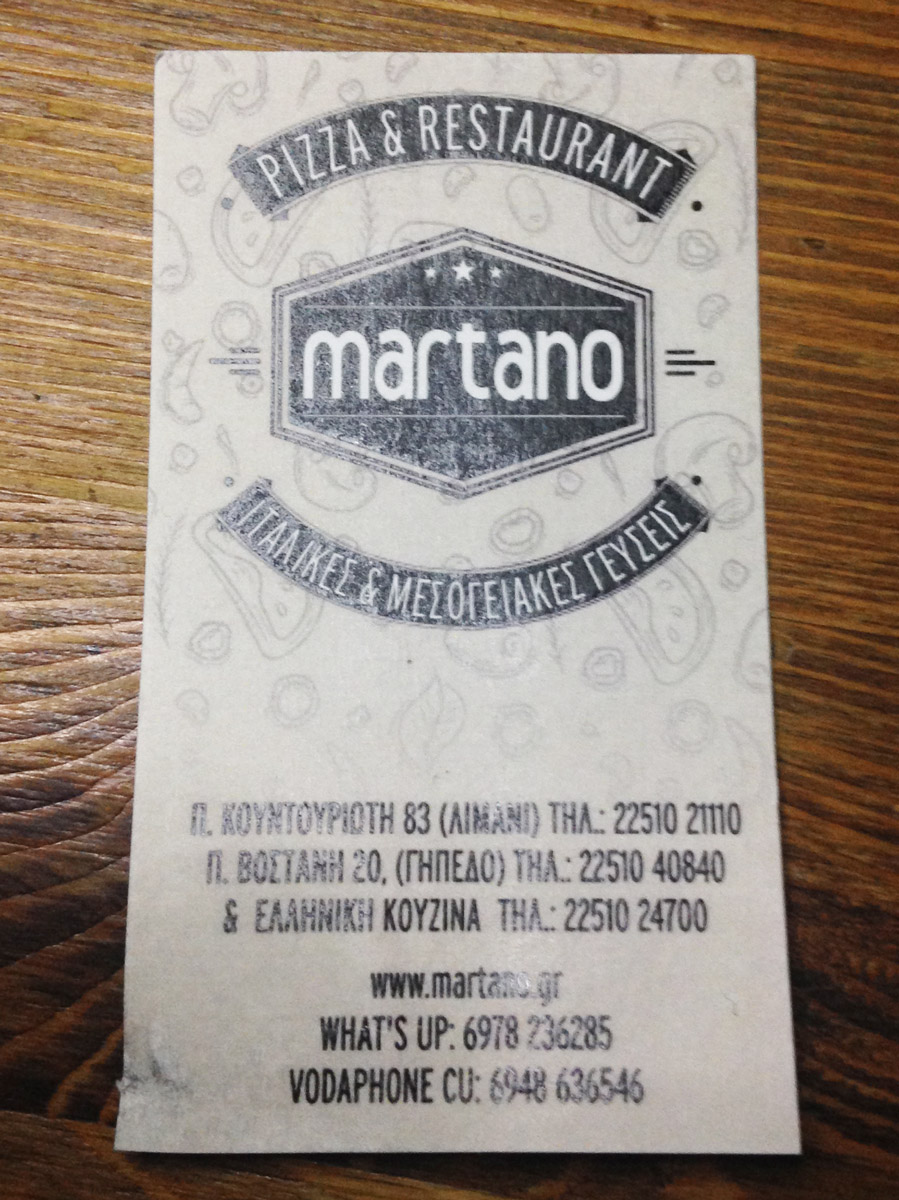 PIZZA & RESTAURANT
martano
ΙΤΑΛΙΚΕΣ & ΜΕΣΟΓΕΙΑΚΕΣ ΓΕΥΣΕΙΣ
Π. ΚΟΥΝΤΟΥΡΙΩΤΗ 83 (ΛΙΜΑΝΙ) ΤΗΛ.: 22510 21110
Π. ΒΟΣΤΑΝΗ 20, (ΓΗΠΕΔΟ) ΤΗΛ.: 22510 40840
& ΕΛΛΗΝΙΚΗ ΚΟΥΖΙΝΑ ΤΗΛ.: 22510 24700
www.martano.gr
WHAT'S UP: 6978 236285
VODAPHONE CU: 6948 636546